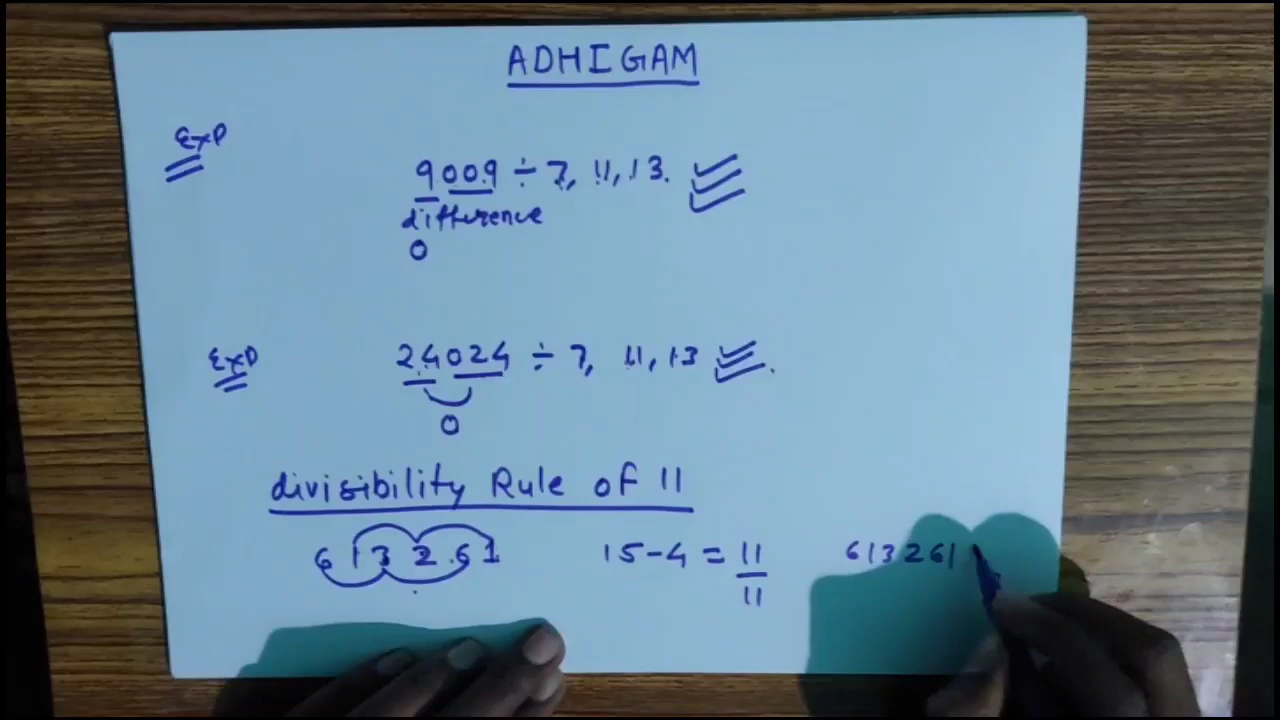 ADHIGAM
Exp
9009 ÷ 7, 11, 13.
difference
0
Exp
24024 ÷ 7, 11, 13
0
divisibility Rule of 11
613261 15-4 = 11/11 613261